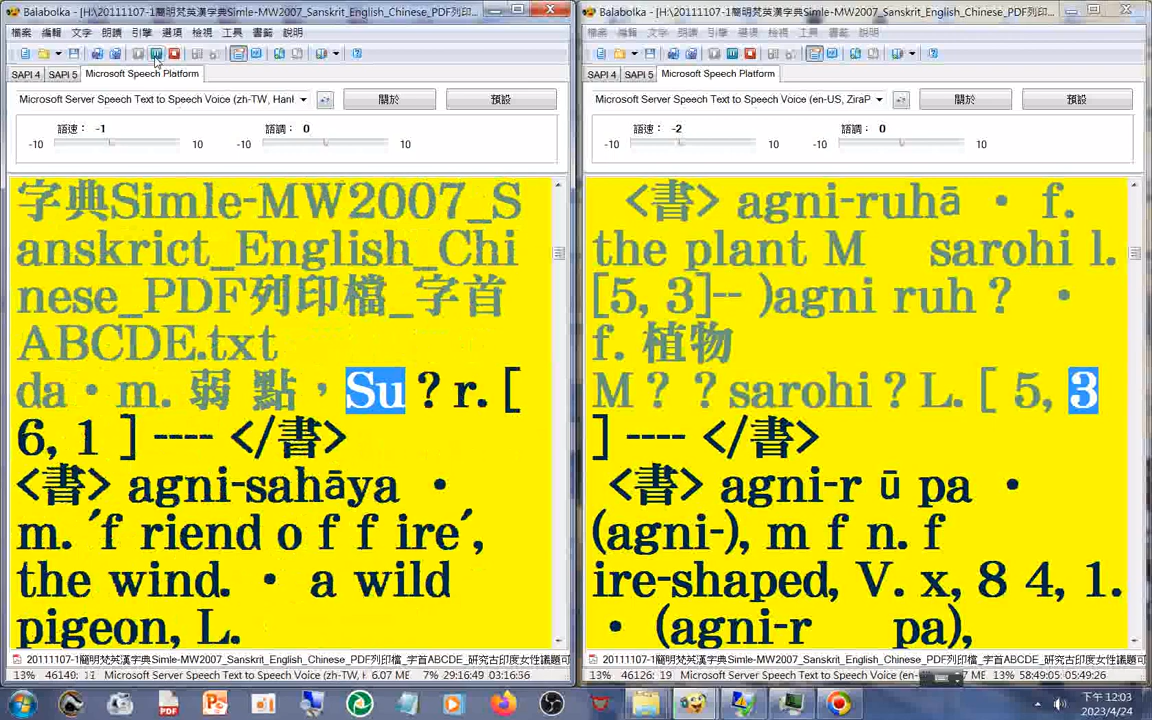 Balabolka - [H:\20111107-1簡明梵英漢字典Simle-MW2007_Sanskrit_English_Chinese_PDF列印...
檔案 編輯 文字 朗讀 引擎 選項 檢視 工具 書籤 說明
SAPI 4 SAPI 5 Microsoft Speech Platform
Microsoft Server Speech Text to Speech Voice (zh-TW, Hanl
關於 預設
語速： -1 語調： 0
-10 10 -10 10
字典Simle-MW2007_S
anskrict_English_Chi
nese_PDF列印檔_字首
ABCDE.txt
da・m. 弱 點，Su？r. [
6, 1 ] ---- </書>
<書> agni-sahāya ・
m. ′f riend o f f ire′,
the wind. ・ a wild
pigeon, L.
20111107-1簡明梵英漢字典Simle-MW2007_Sanskrit_English_Chinese_PDF列印檔_字首ABCDE_研究古印度女性議題可
13% 46149: 11 Microsoft Server Speech Text to Speech Voice (zh-TW, H 6.07 ME 7% 29:16:49 03:16:56
Balabolka - [H:\20111107-1簡明梵英漢字典Simle-MW2007_Sanskrit_English_Chinese_PDF列印...
檔案 編輯 文字 朗讀 引擎 選項 檢視 工具 書籤 說明
SAPI 4 SAPI 5 Microsoft Speech Platform
Microsoft Server Speech Text to Speech Voice (en-US, ZiraP
關於 預設
語速： -2 語調： 0
-10 10 -10 10
<書> agni-ruhā ・ f.
the plant M sarohi l.
[5, 3]-- )agni ruh？ ・
f. 植物
M？？sarohi？L. [ 5, 3
] ---- </書>
<書> agni-r ū pa ・
(agni-), m f n. f
ire-shaped, V. x, 8 4, 1.
・ (agni-r pa),
20111107-1簡明梵英漢字典Simle-MW2007_Sanskrit_English_Chinese_PDF列印檔_字首ABCDE_研究古印度女性議題可
13% 46126: 19 Microsoft Server Speech Text to Speech Voice (en-U 13% 58:49:05 05:49:26
下午 12:03
2023/4/24